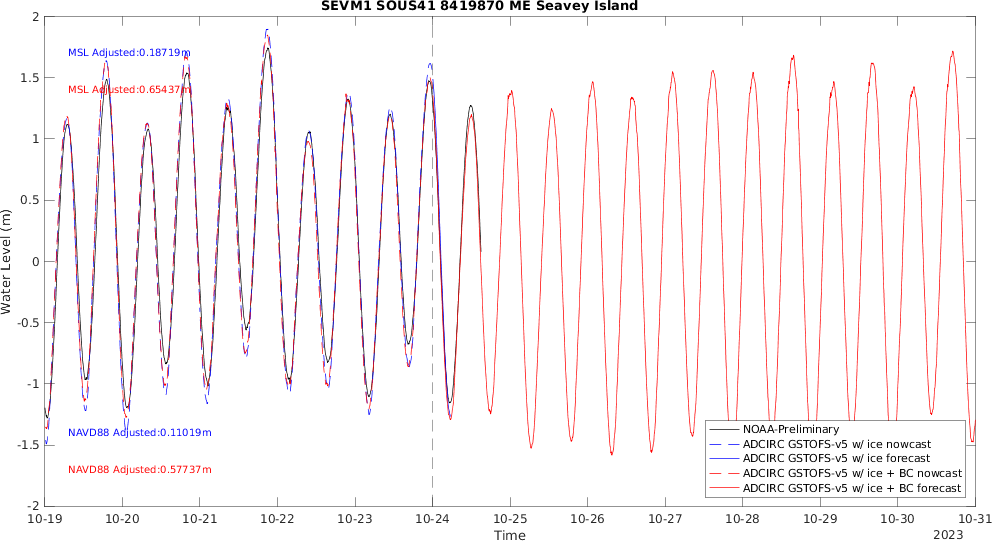 SEVM1 SOUS41 8419870 ME Seavey Island
MSL Adjusted:0.18719m
MSL Adjusted:0.65437m
NAVD88 Adjusted:0.11019m
NAVD88 Adjusted:0.57737m
Water Level (m)
2
1.5
1
0.5
0
-0.5
-1
-1.5
-2
NOAA-Preliminary
ADCIRC GSTOFS-v5 w/ ice nowcast
ADCIRC GSTOFS-v5 w/ ice forecast
ADCIRC GSTOFS-v5 w/ ice + BC nowcast
ADCIRC GSTOFS-v5 w/ ice + BC forecast
10-19 10-20 10-21 10-22 10-23 10-24 10-25 10-26 10-27 10-28 10-29 10-30 10-31
Time
2023